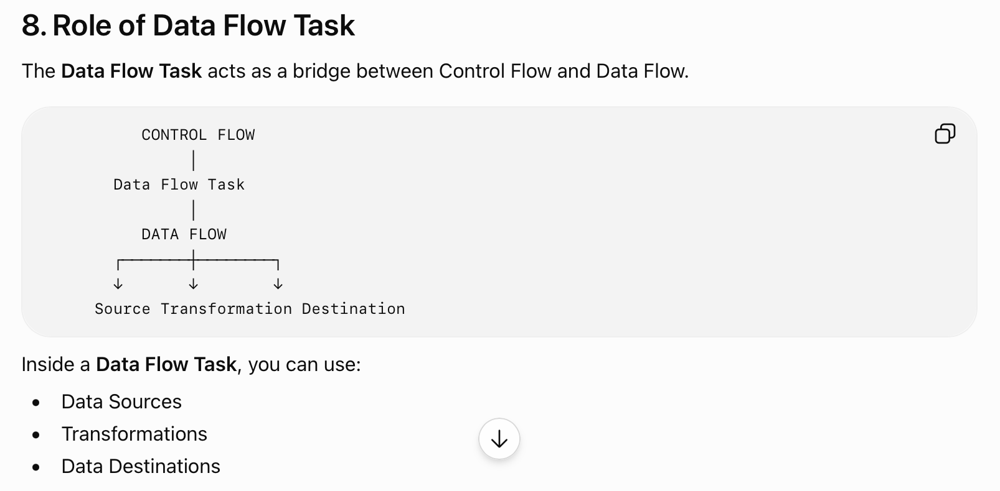 8. Role of Data Flow Task
The Data Flow Task acts as a bridge between Control Flow and Data Flow.
CONTROL FLOW
Data Flow Task
DATA FLOW
Source Transformation Destination
Inside a Data Flow Task, you can use:
• Data Sources
• Transformations
• Data Destinations